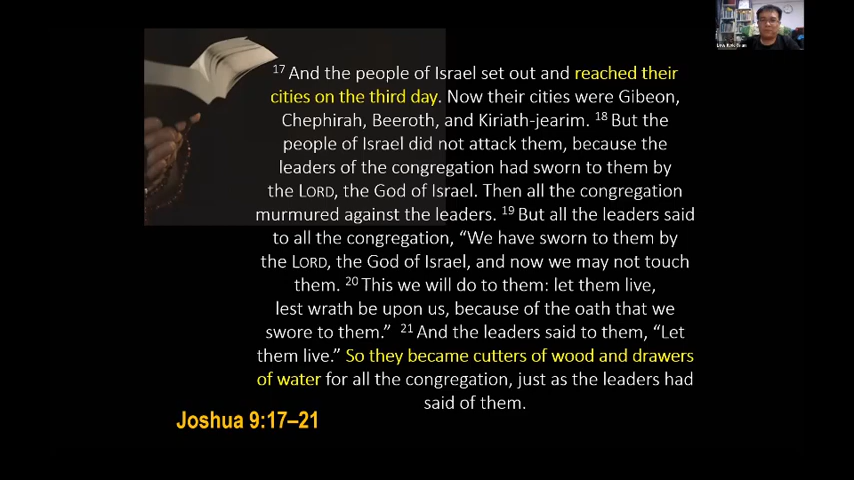 17 And the people of Israel set out and reached their
cities on the third day. Now their cities were Gibeon,
Chephirah, Beeroth, and Kiriath-jearim. 18 But the
people of Israel did not attack them, because the
leaders of the congregation had sworn to them by
the LORD, the God of Israel. Then all the congregation
murmured against the leaders. 19 But all the leaders said
to all the congregation, “We have sworn to them by
the LORD, the God of Israel, and now we may not touch
them. 20 This we will do to them: let them live,
lest wrath be upon us, because of the oath that we
swore to them.” 21 And the leaders said to them, “Let
them live.” So they became cutters of wood and drawers
of water for all the congregation, just as the leaders had
said of them.
Joshua 9:17–21